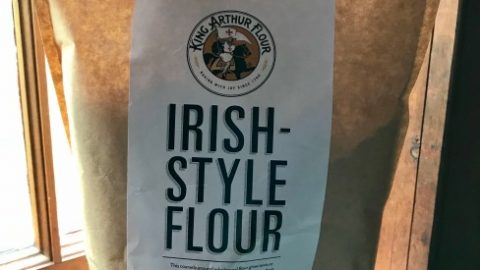 KING ARTHUR FLOUR
BAKING WITH JOY SINCE 1790
IRISH-
STYLE
FLOUR